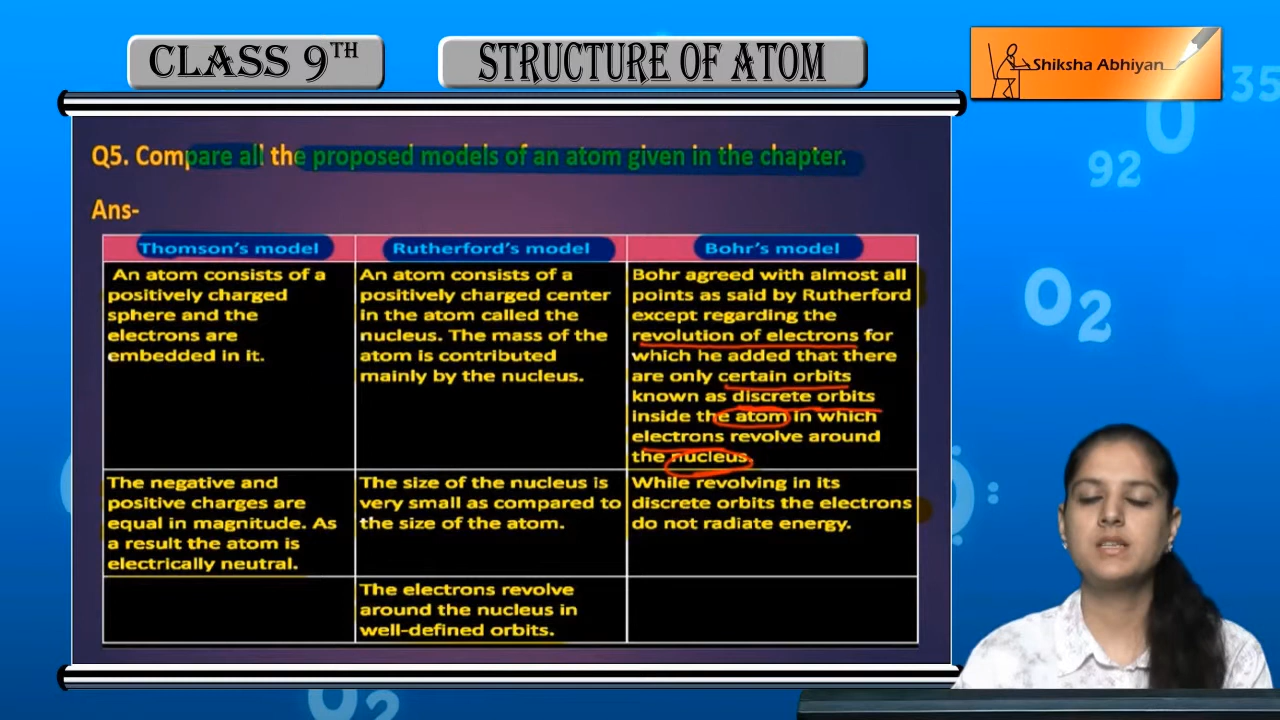 CLASS 9TH
STRUCTURE OF ATOM
Shiksha Abhiyan
35
0
92
O2
Q5. Compare all the proposed models of an atom given in the chapter.
Ans-
Thomson's model
An atom consists of a
positively charged
sphere and the
electrons are
embedded in it.
The negative and
positive charges are
equal in magnitude. As
a result the atom is
electrically neutral.
Rutherford's model
An atom consists of a
positively charged center
in the atom called the
nucleus. The mass of the
atom is contributed
mainly by the nucleus.
The size of the nucleus is
very small as compared to
the size of the atom.
The electrons revolve
around the nucleus in
well-defined orbits.
Bohr's model
Bohr agreed with almost all
points as said by Rutherford
except regarding the
revolution of electrons for
which he added that there
are only certain orbits
known as discrete orbits
inside the atom in which
electrons revolve around
the nucleus.
While revolving in its
discrete orbits the electrons
do not radiate energy.
O2